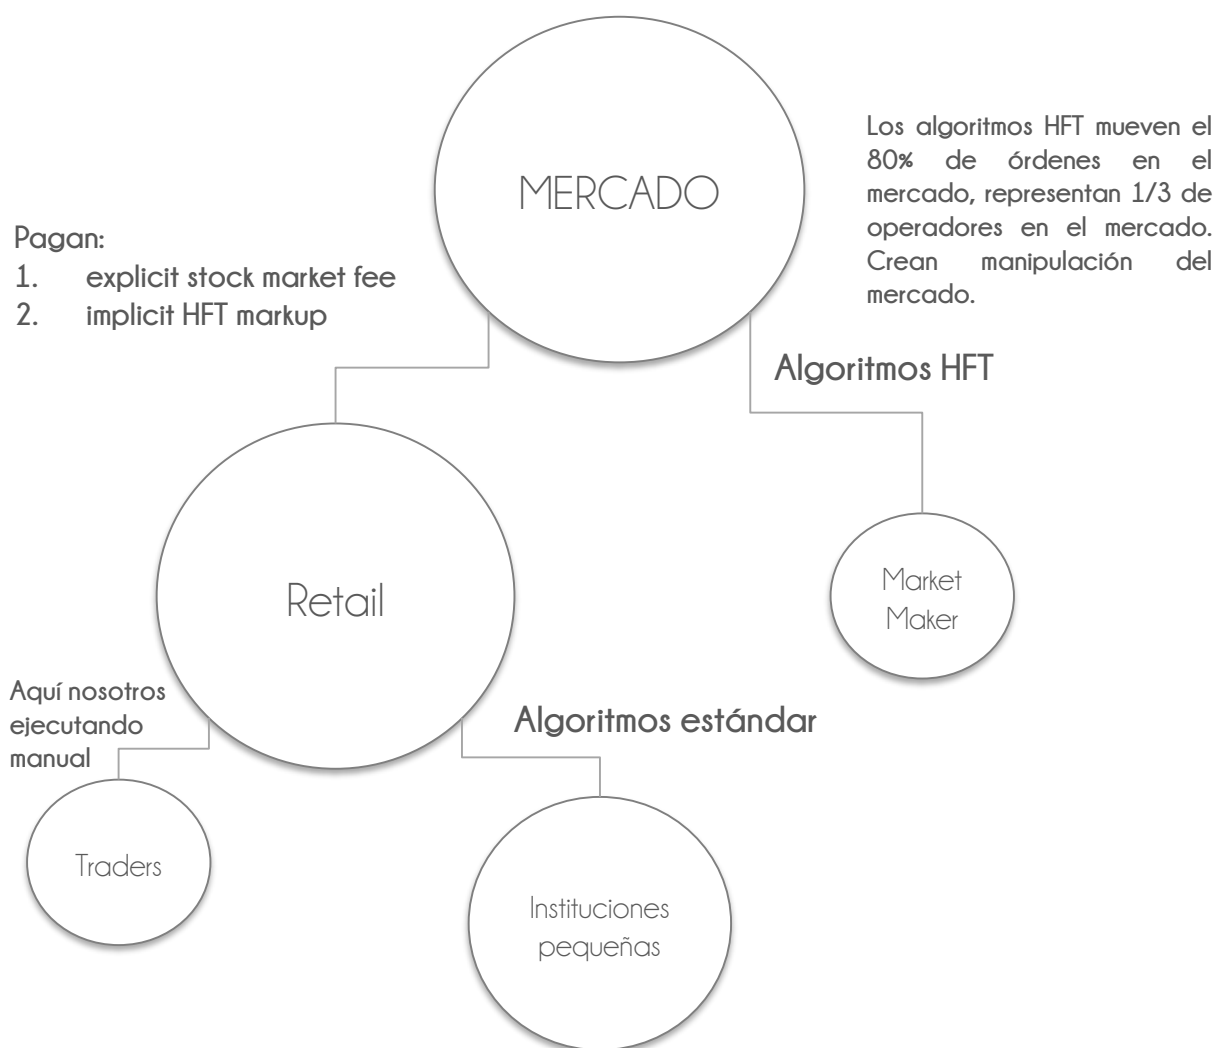 MERCADO
Los algoritmos HFT mueven el
80% de órdenes en el
mercado, representan 1/3 de
operadores en el mercado.
Crean manipulación del
mercado.
Pagan:
1. explicit stock market fee
2. implicit HFT markup
Algoritmos HFT
Retail
Market
Maker
Aquí nosotros
ejecutando
manual
Algoritmos estándar
Traders
Instituciones
pequeñas